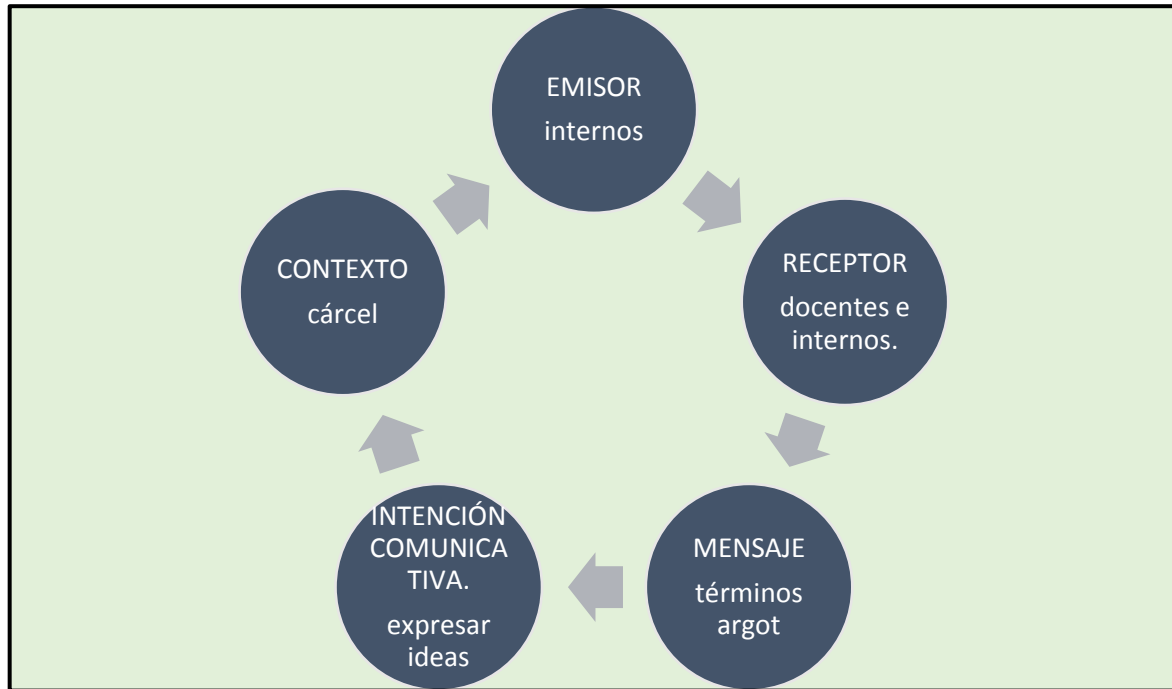 EMISOR
internos
RECEPTOR
docentes e
internos.
MENSAJE
términos
argot
INTENCIÓN
COMUNICA
TIVA.
expresar
ideas
CONTEXTO
cárcel